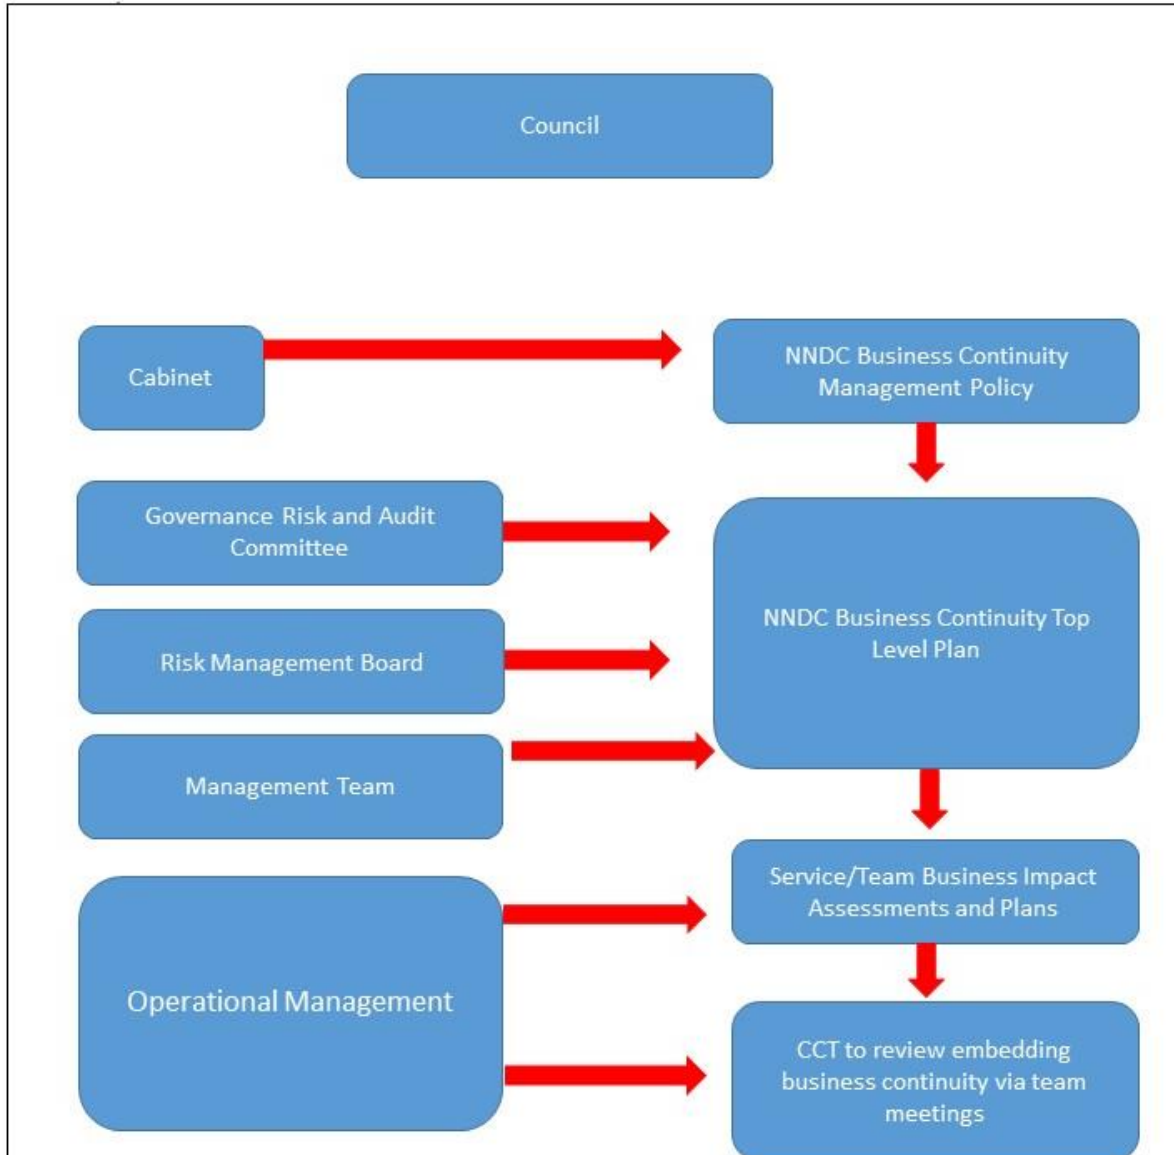 Council
Cabinet
NNDC Business Continuity
Management Policy
Governance Risk and Audit
Committee
NNDC Business Continuity Top
Level Plan
Risk Management Board
Management Team
Service/Team Business Impact
Assessments and Plans
Operational Management
CCT to review embedding
business continuity via team
meetings